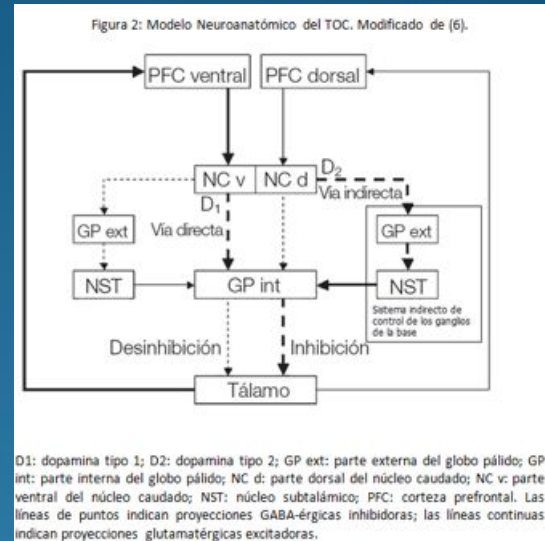 Figura 2: Modelo Neuroanatómico del TOC. Modificado de (6).
PFC ventral
PFC dorsal
NC v
NC d
D2
Vía indirecta
D1
Vía directa
GP ext
GP ext
NST
GP int
NST
Sistema indirecto de
control de los ganglios
de la base
Desinhibición
Inhibición
Tálamo
D1: dopamina tipo 1; D2: dopamina tipo 2; GP ext: parte externa del globo pálido; GP
int: parte interna del globo pálido; NC d: parte dorsal del núcleo caudado; NC v: parte
ventral del núcleo caudado; NST: núcleo subtalámico; PFC: corteza prefrontal. Las
líneas de puntos indican proyecciones GABA-érgicas inhibidoras; las líneas continuas
indican proyecciones glutamatérgicas excitadoras.